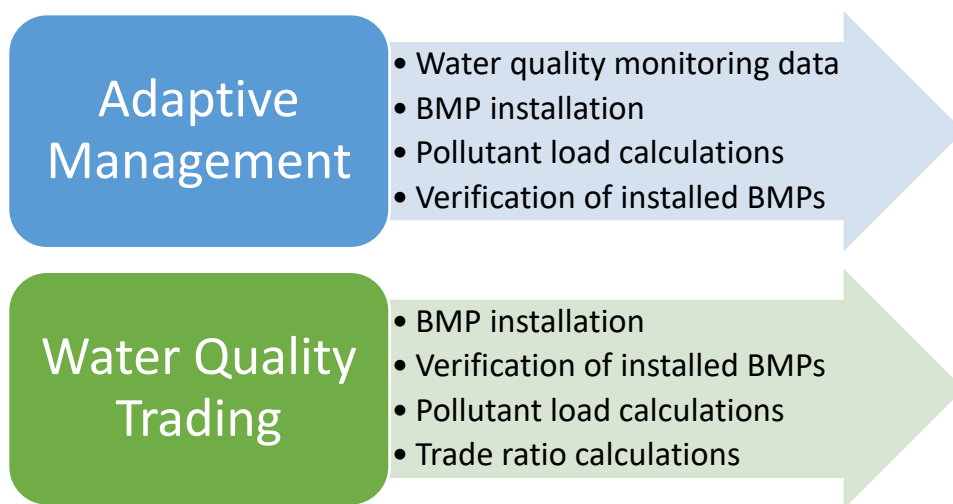 Adaptive
Management
• Water quality monitoring data
• BMP installation
• Pollutant load calculations
• Verification of installed BMPs
Water Quality
Trading
• BMP installation
• Verification of installed BMPs
• Pollutant load calculations
• Trade ratio calculations